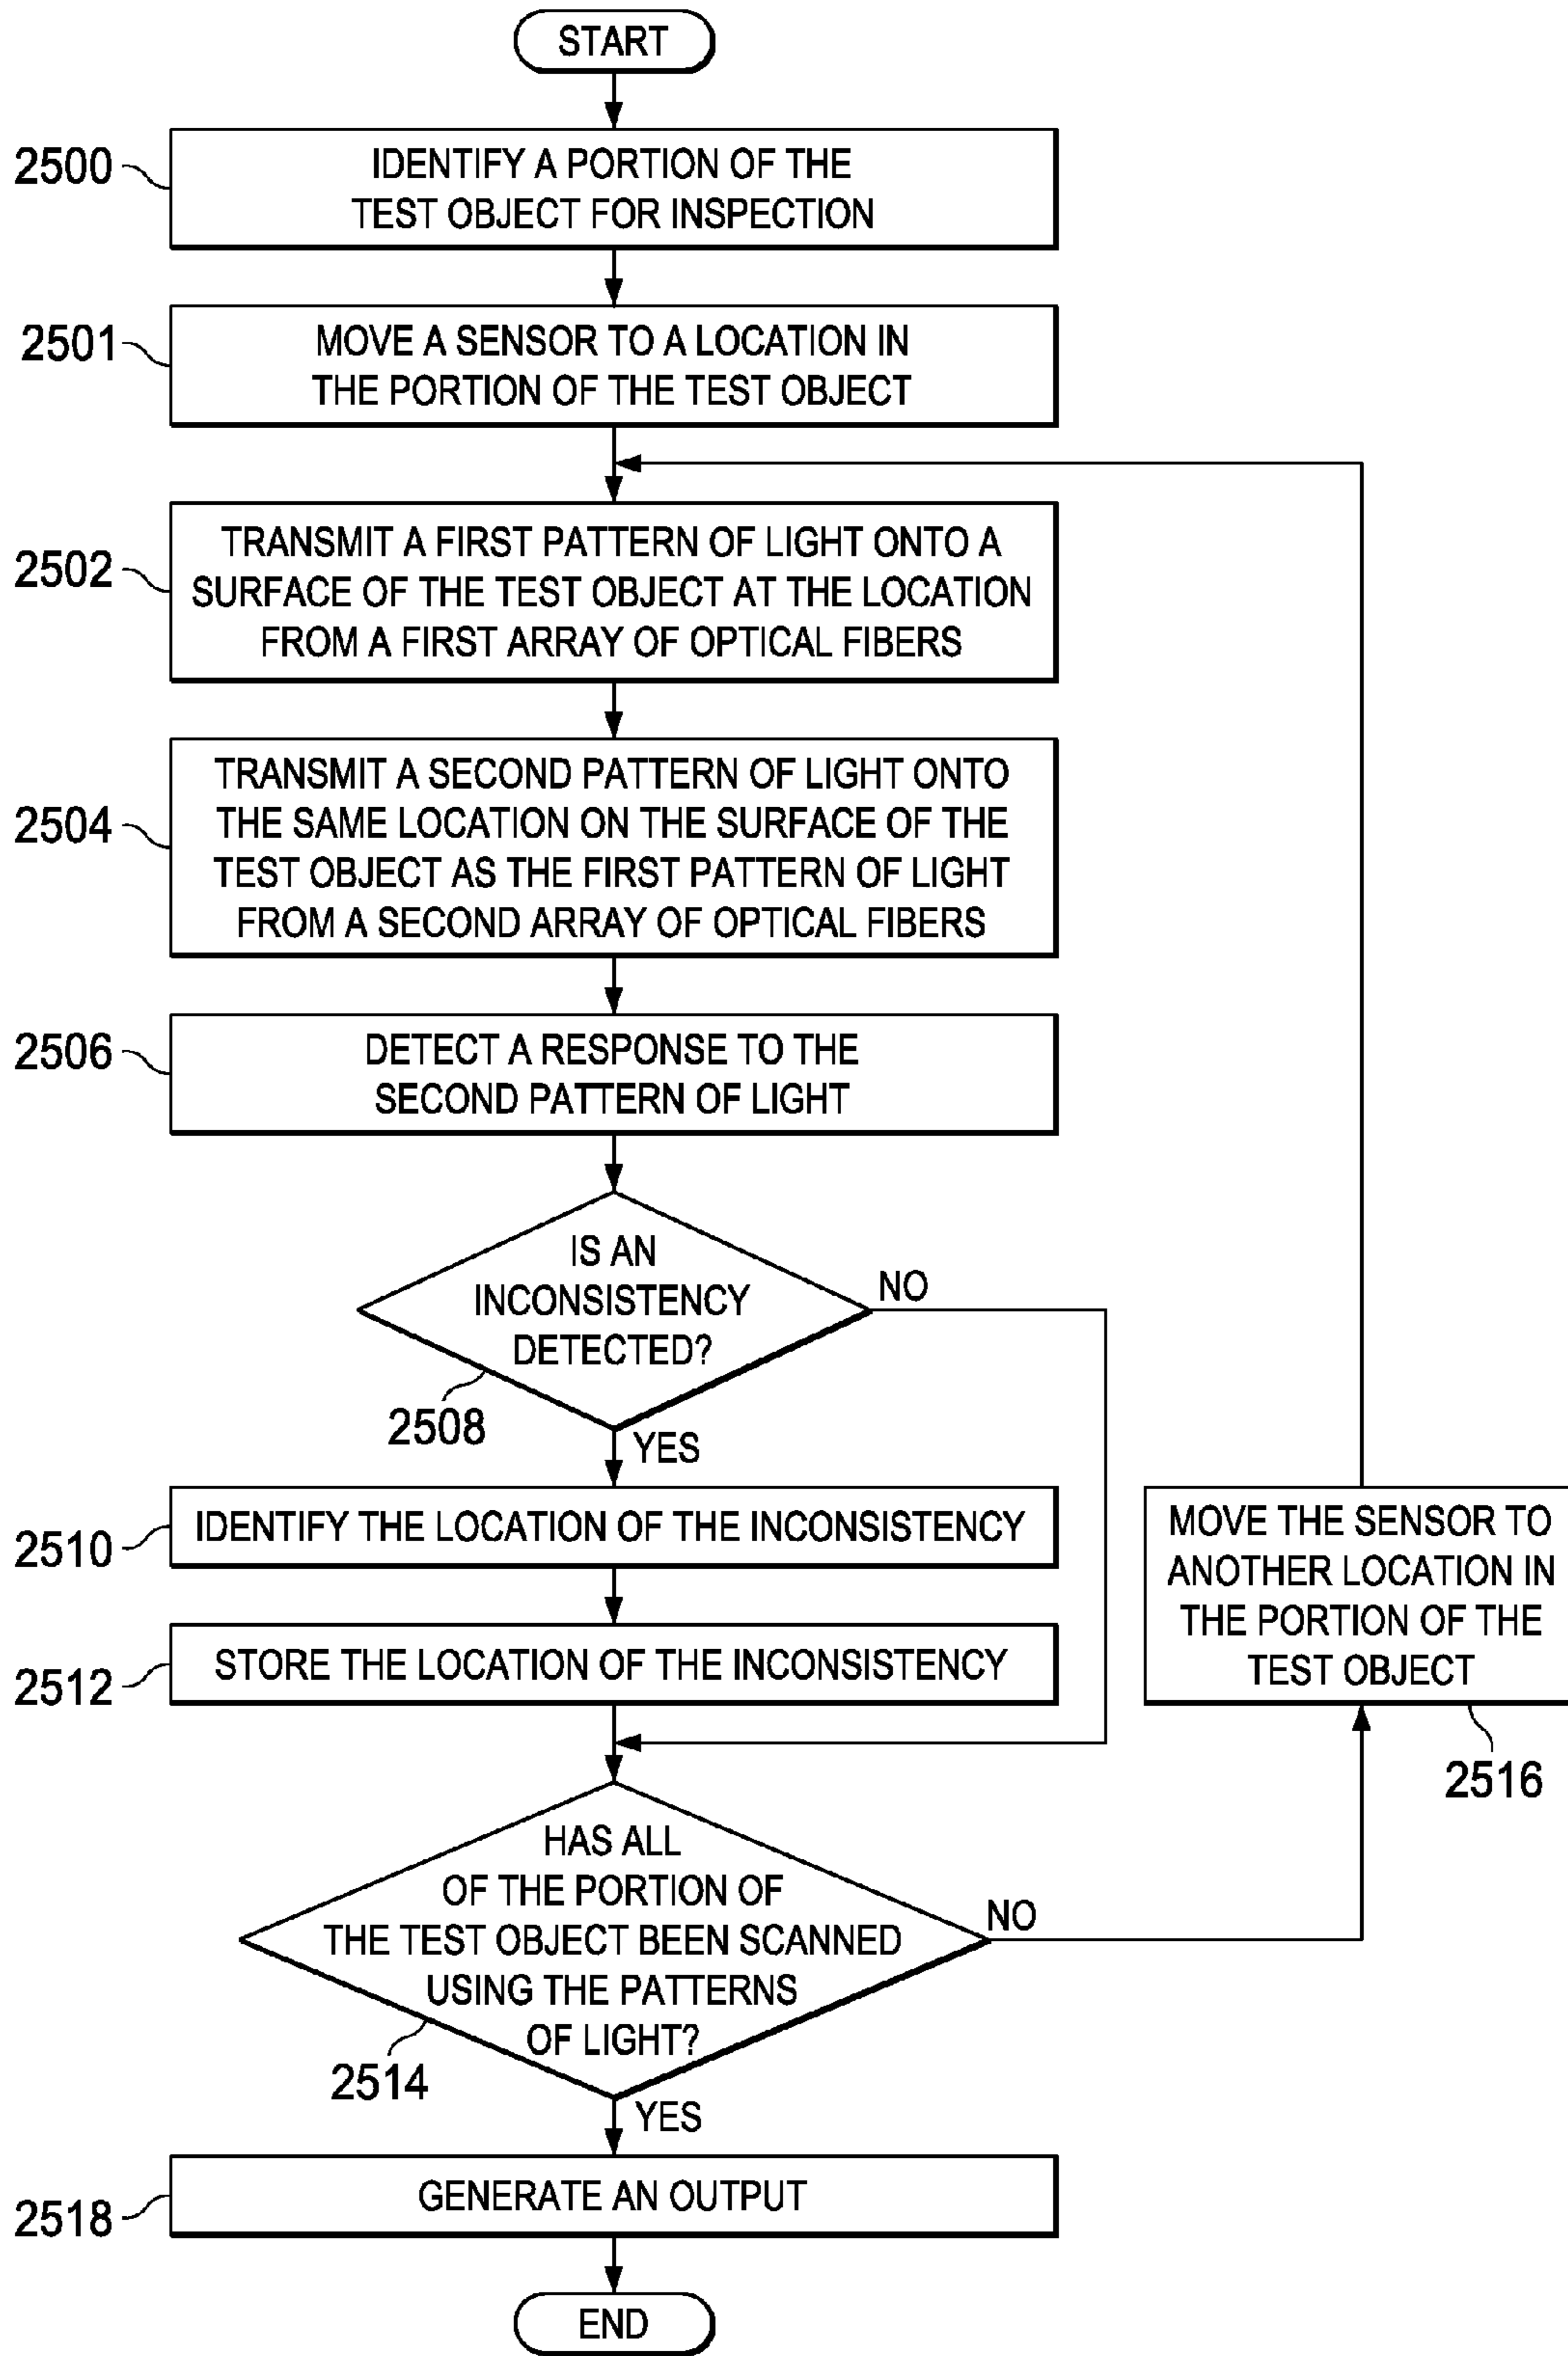 START
2500
IDENTIFY A PORTION OF THE
TEST OBJECT FOR INSPECTION
2501
MOVE A SENSOR TO A LOCATION IN
THE PORTION OF THE TEST OBJECT
2502
TRANSMIT A FIRST PATTERN OF LIGHT ONTO A
SURFACE OF THE TEST OBJECT AT THE LOCATION
FROM A FIRST ARRAY OF OPTICAL FIBERS
2504
TRANSMIT A SECOND PATTERN OF LIGHT ONTO
THE SAME LOCATION ON THE SURFACE OF THE
TEST OBJECT AS THE FIRST PATTERN OF LIGHT
FROM A SECOND ARRAY OF OPTICAL FIBERS
2506
DETECT A RESPONSE TO THE
SECOND PATTERN OF LIGHT
IS AN
INCONSISTENCY
DETECTED?
NO
2508
YES
2510
IDENTIFY THE LOCATION OF THE INCONSISTENCY
2512
STORE THE LOCATION OF THE INCONSISTENCY
MOVE THE SENSOR TO
ANOTHER LOCATION IN
THE PORTION OF THE
TEST OBJECT
2516
HAS ALL
OF THE PORTION OF
THE TEST OBJECT BEEN SCANNED
USING THE PATTERNS
OF LIGHT?
NO
2514
YES
2518
GENERATE AN OUTPUT
END